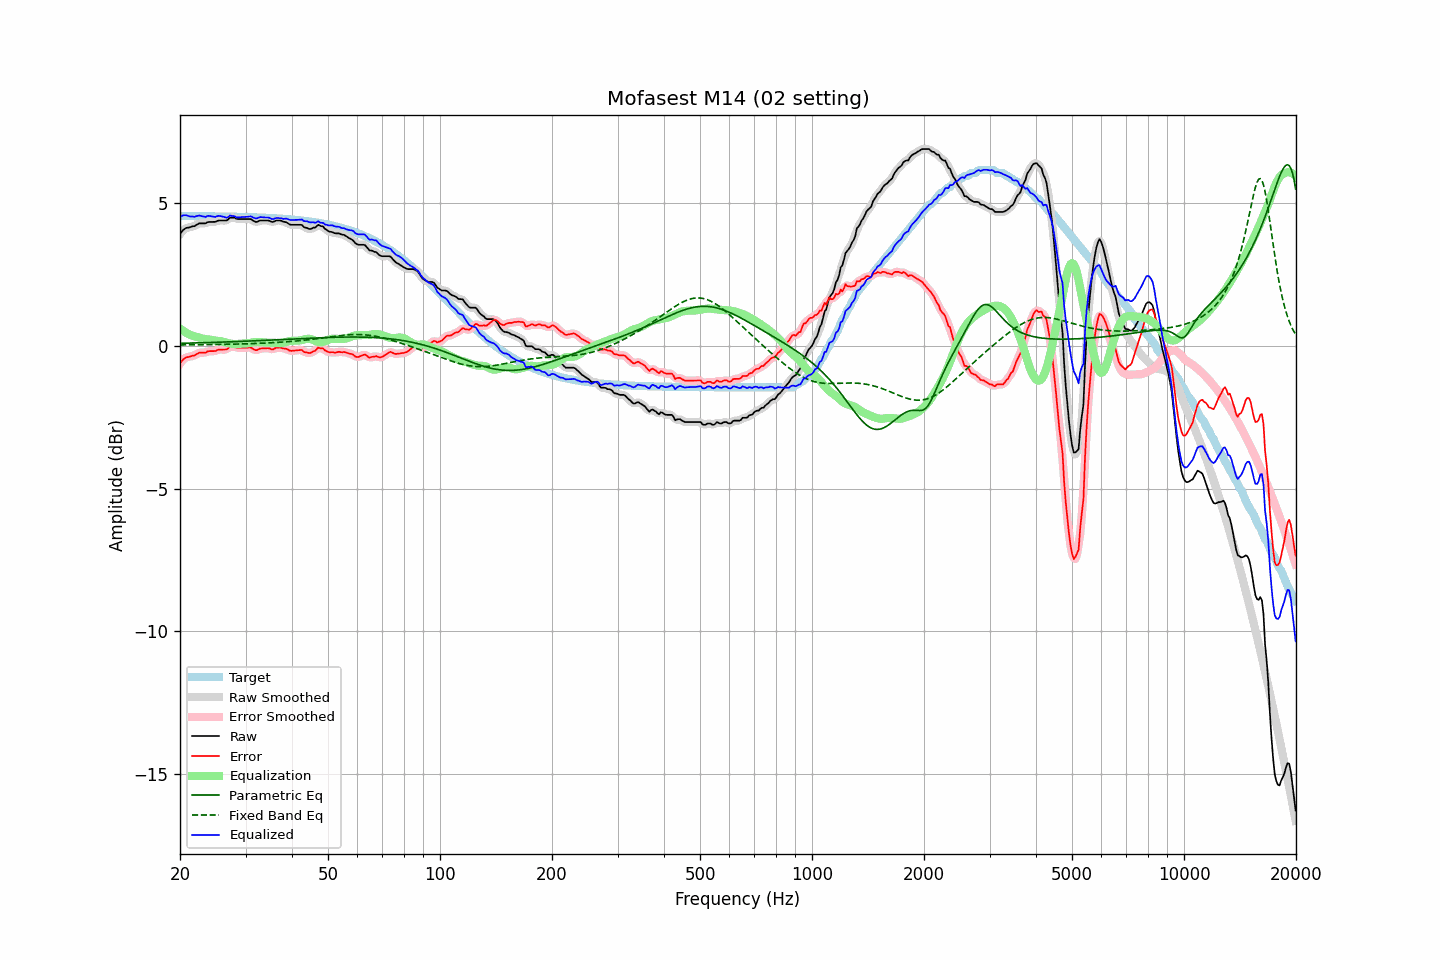 Mofasest M14 (02 setting)
Amplitude (dBr)
5
0
−5
−10
−15
Target
Raw Smoothed
Error Smoothed
Raw
Error
Equalization
Parametric Eq
Fixed Band Eq
Equalized
20 50 100 200 500 1000 2000 5000 10000 20000
Frequency (Hz)